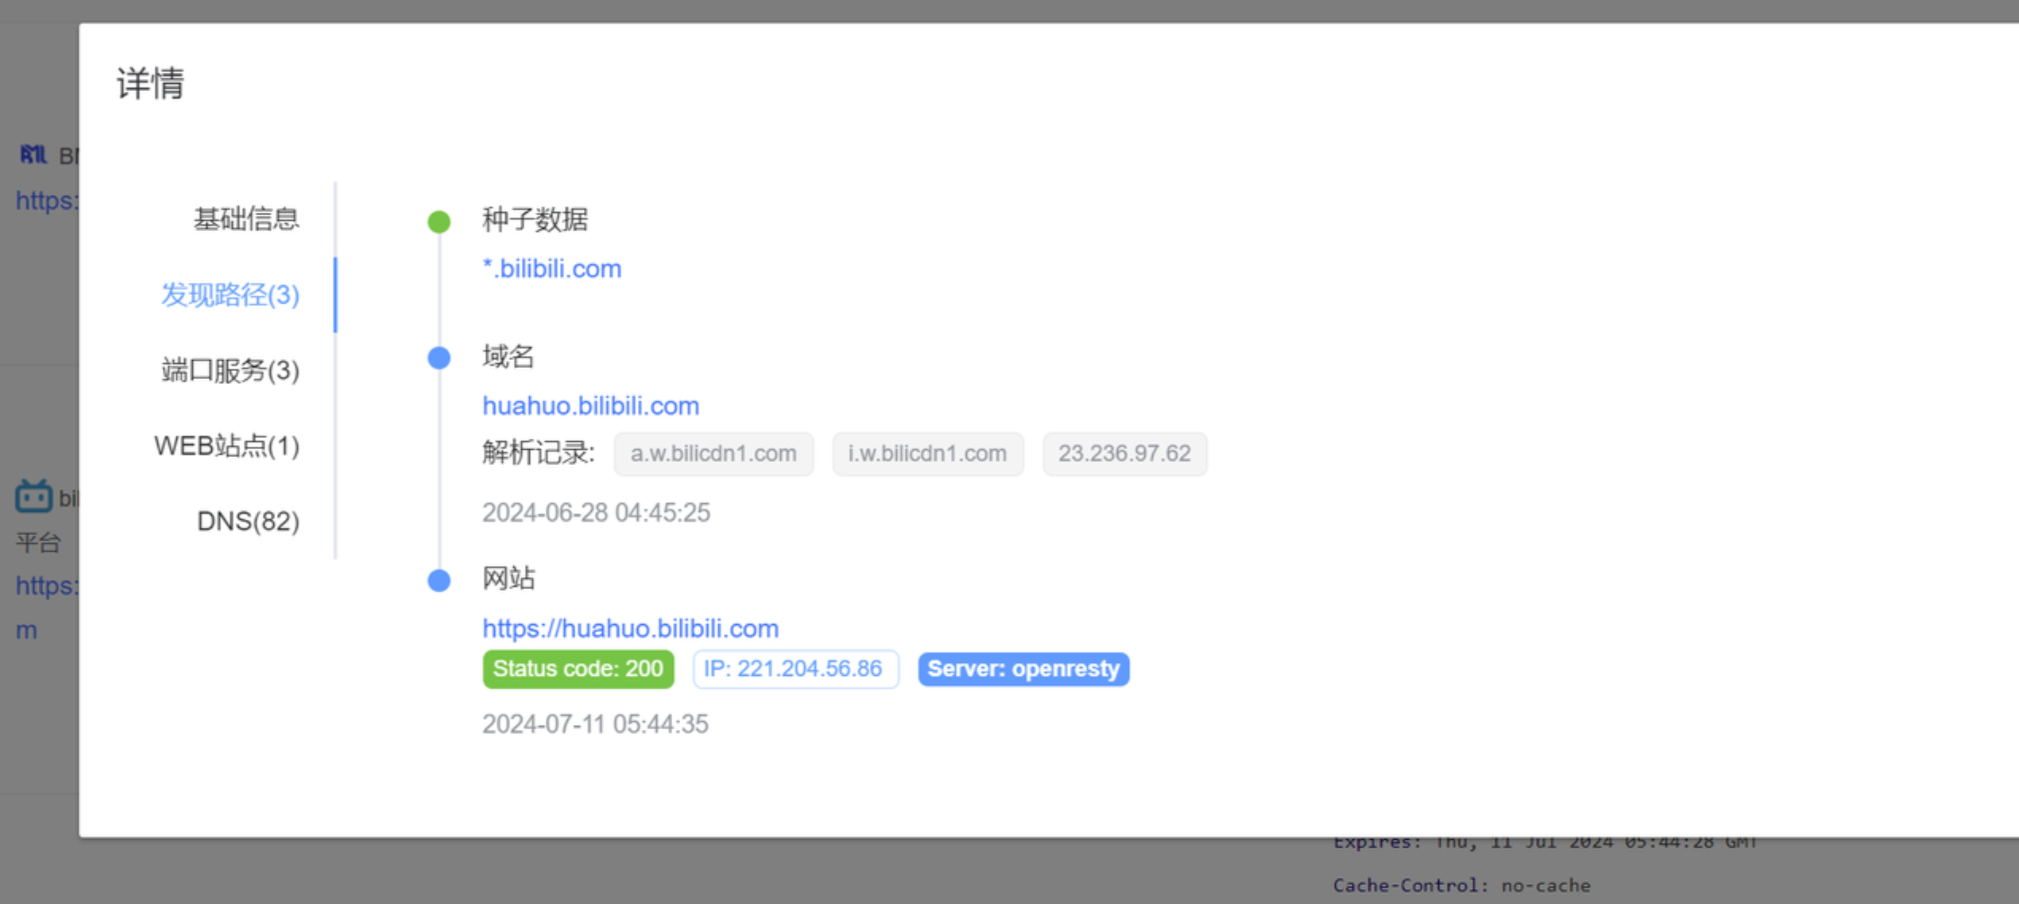 详情
BM
https:
基础信息
发现路径(3)
端口服务(3)
WEB站点(1)
DNS(82)
种子数据
*.bilibili.com
域名
huahuo.bilibili.com
解析记录: a.w.bilicdn1.com i.w.bilicdn1.com 23.236.97.62
2024-06-28 04:45:25
网站
https://huahuo.bilibili.com
Status code: 200 IP: 221.204.56.86 Server: openresty
2024-07-11 05:44:35
bil
平台
https:
m
Expires: Thu, 11 Jul 2024 05:44:28 GMT
Cache-Control: no-cache